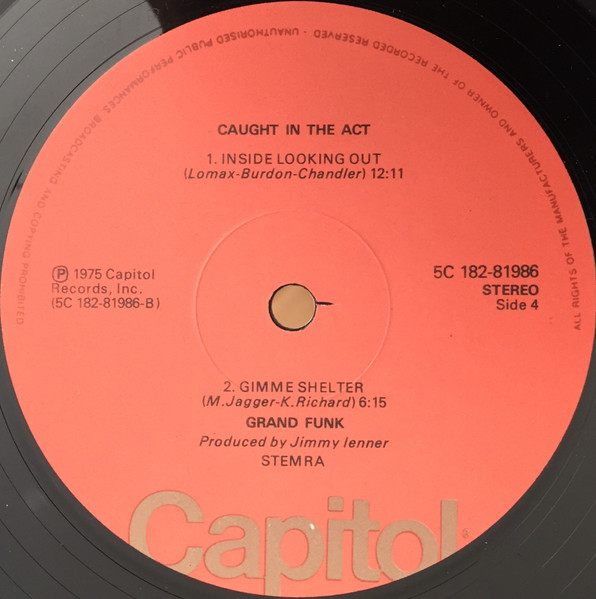 CAUGHT IN THE ACT
1. INSIDE LOOKING OUT
(Lomax-Burdon-Chandler) 12:11
Ⓟ 1975 Capitol
Records, Inc.
(5C 182-81986-B)
5C 182-81986
STEREO
Side 4
2. GIMME SHELTER
(M.Jagger-K.Richard) 6:15
GRAND FUNK
Produced by Jimmy Ienner
STEMRA
Capitol
ALL RIGHTS OF THE MANUFACTURERS AND OWNER OF THE RECORDED RESERVED · UNAUTHORISED PUBLIC PERFORMANCES BROADCASTING AND COPYING PROHIBITED